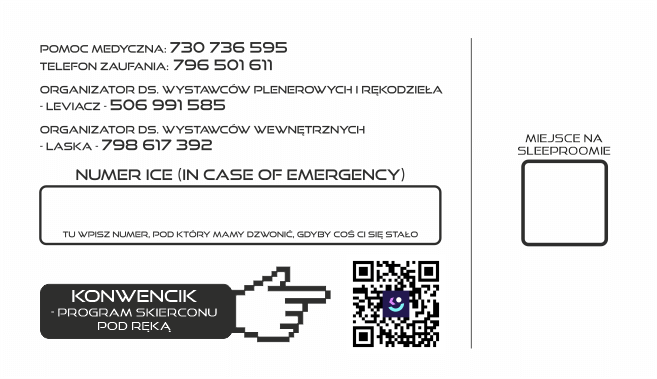 POMOC MEDYCZNA: 730 736 595
TELEFON ZAUFANIA: 796 501 611
ORGANIZATOR DS. WYSTAWCÓW PLENEROWYCH I RĘKODZIEŁA
- LEVIACZ - 506 991 585
ORGANIZATOR DS. WYSTAWCÓW WEWNĘTRZNYCH
- LASKA - 798 617 392
NUMER ICE (IN CASE OF EMERGENCY)
TU WPISZ NUMER, POD KTÓRY MAMY DZWONIĆ, GDYBY COŚ CI SIĘ STAŁO
KONWENCIK
- PROGRAM SKIERCONU
POD RĘKĄ
MIEJSCE NA
SLEEPROOMIE